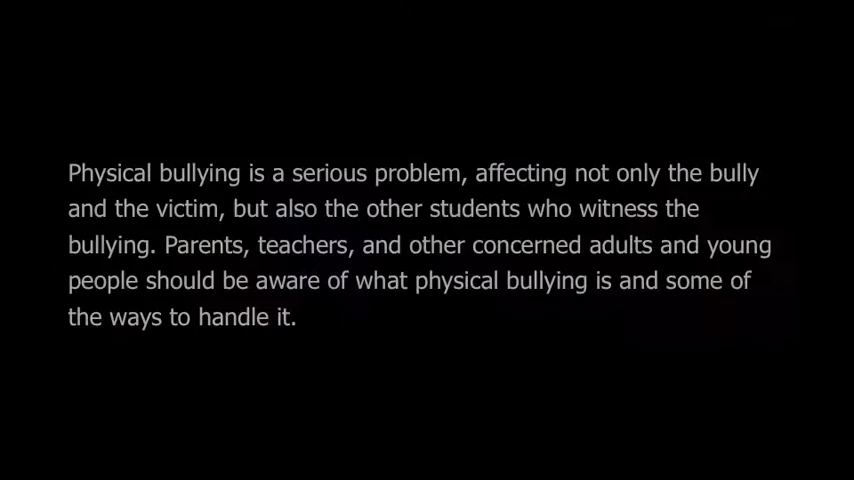 Physical bullying is a serious problem, affecting not only the bully
and the victim, but also the other students who witness the
bullying. Parents, teachers, and other concerned adults and young
people should be aware of what physical bullying is and some of
the ways to handle it.